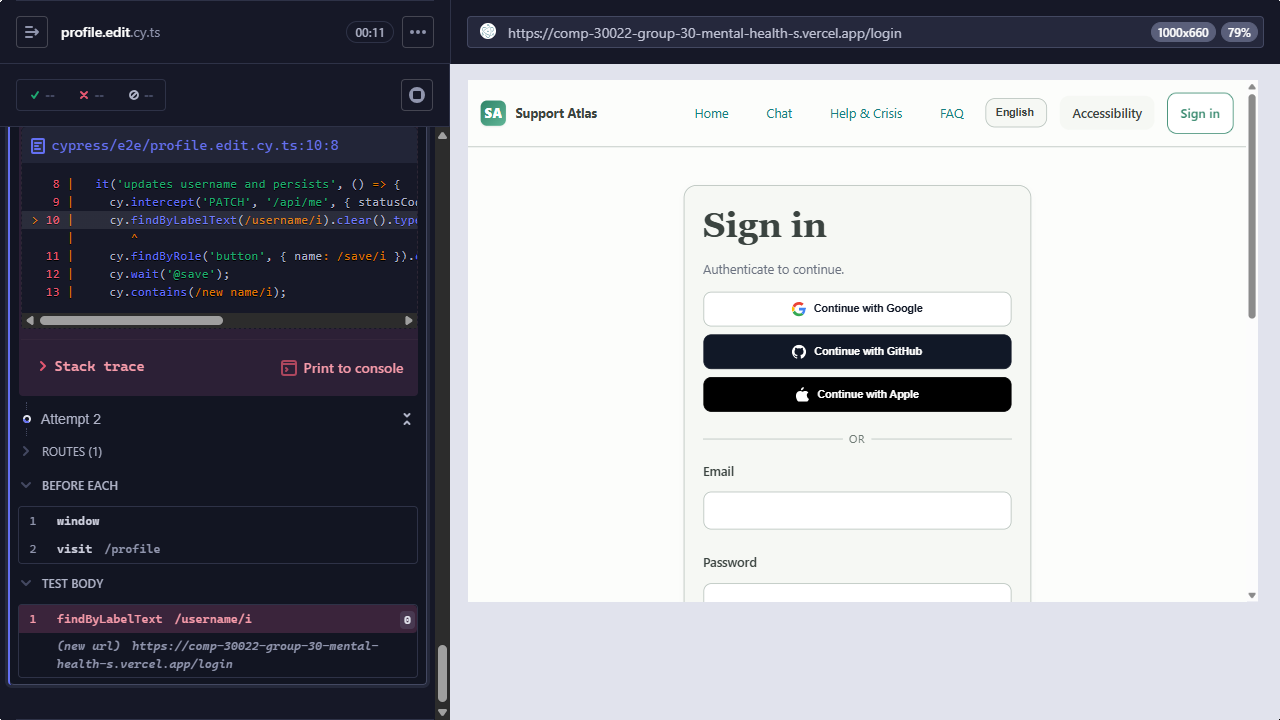 profile.edit.cy.ts
00:11
-- -- --
cypress/e2e/profile.edit.cy.ts:10:8
8 | it('updates username and persists', () => {
9 | cy.intercept('PATCH', '/api/me', { statusCod
> 10 | cy.findByLabelText(/username/i).clear().type
| ^
11 | cy.findByRole('button', { name: /save/i }).c
12 | cy.wait('@save');
13 | cy.contains(/new name/i);
Stack trace
Print to console
Attempt 2
ROUTES (1)
BEFORE EACH
1 window
2 visit /profile
TEST BODY
1 findByLabelText /username/i 0
(new url) https://comp-30022-group-30-mental-
health-s.vercel.app/login
https://comp-30022-group-30-mental-health-s.vercel.app/login
1000x660
79%
SA Support Atlas
Home
Chat
Help & Crisis
FAQ
English
Accessibility
Sign in
Sign in
Authenticate to continue.
Continue with Google
Continue with GitHub
Continue with Apple
OR
Email
Password